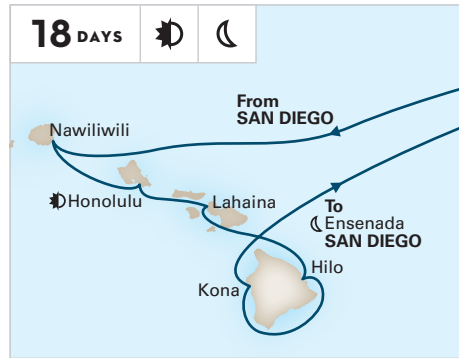 18 DAYS
From
SAN DIEGO
Nawiliwili
Honolulu
Lahaina
To
Ensenada
SAN DIEGO
Hilo
Kona